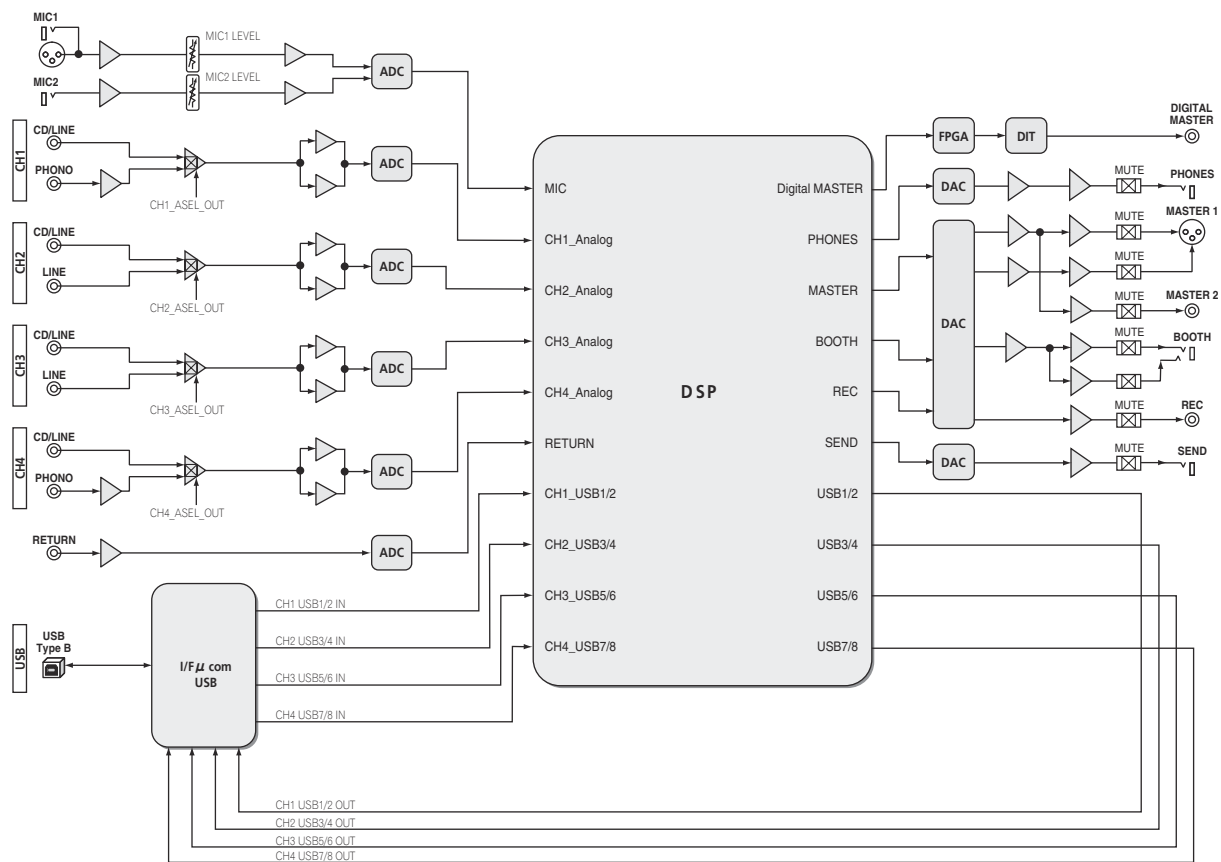 MIC1
MIC1 LEVEL
ADC
MIC2
MIC2 LEVEL
CH1
CD/LINE
PHONO
CH1_ASEL_OUT
ADC
CH2
CD/LINE
LINE
CH2_ASEL_OUT
ADC
CH3
CD/LINE
LINE
CH3_ASEL_OUT
ADC
CH4
CD/LINE
PHONO
CH4_ASEL_OUT
ADC
RETURN
ADC
USB
USB
Type B
I/F μ com
USB
CH1 USB1/2 IN
CH2 USB3/4 IN
CH3 USB5/6 IN
CH4 USB7/8 IN
DSP
MIC
CH1_Analog
CH2_Analog
CH3_Analog
CH4_Analog
RETURN
CH1_USB1/2
CH2_USB3/4
CH3_USB5/6
CH4_USB7/8
Digital MASTER
PHONES
MASTER
BOOTH
REC
SEND
USB1/2
USB3/4
USB5/6
USB7/8
FPGA
DIT
DIGITAL
MASTER
DAC
MUTE
PHONES
DAC
MUTE
MASTER 1
MUTE
MUTE
MASTER 2
MUTE
BOOTH
MUTE
REC
DAC
MUTE
SEND
CH1 USB1/2 OUT
CH2 USB3/4 OUT
CH3 USB5/6 OUT
CH4 USB7/8 OUT